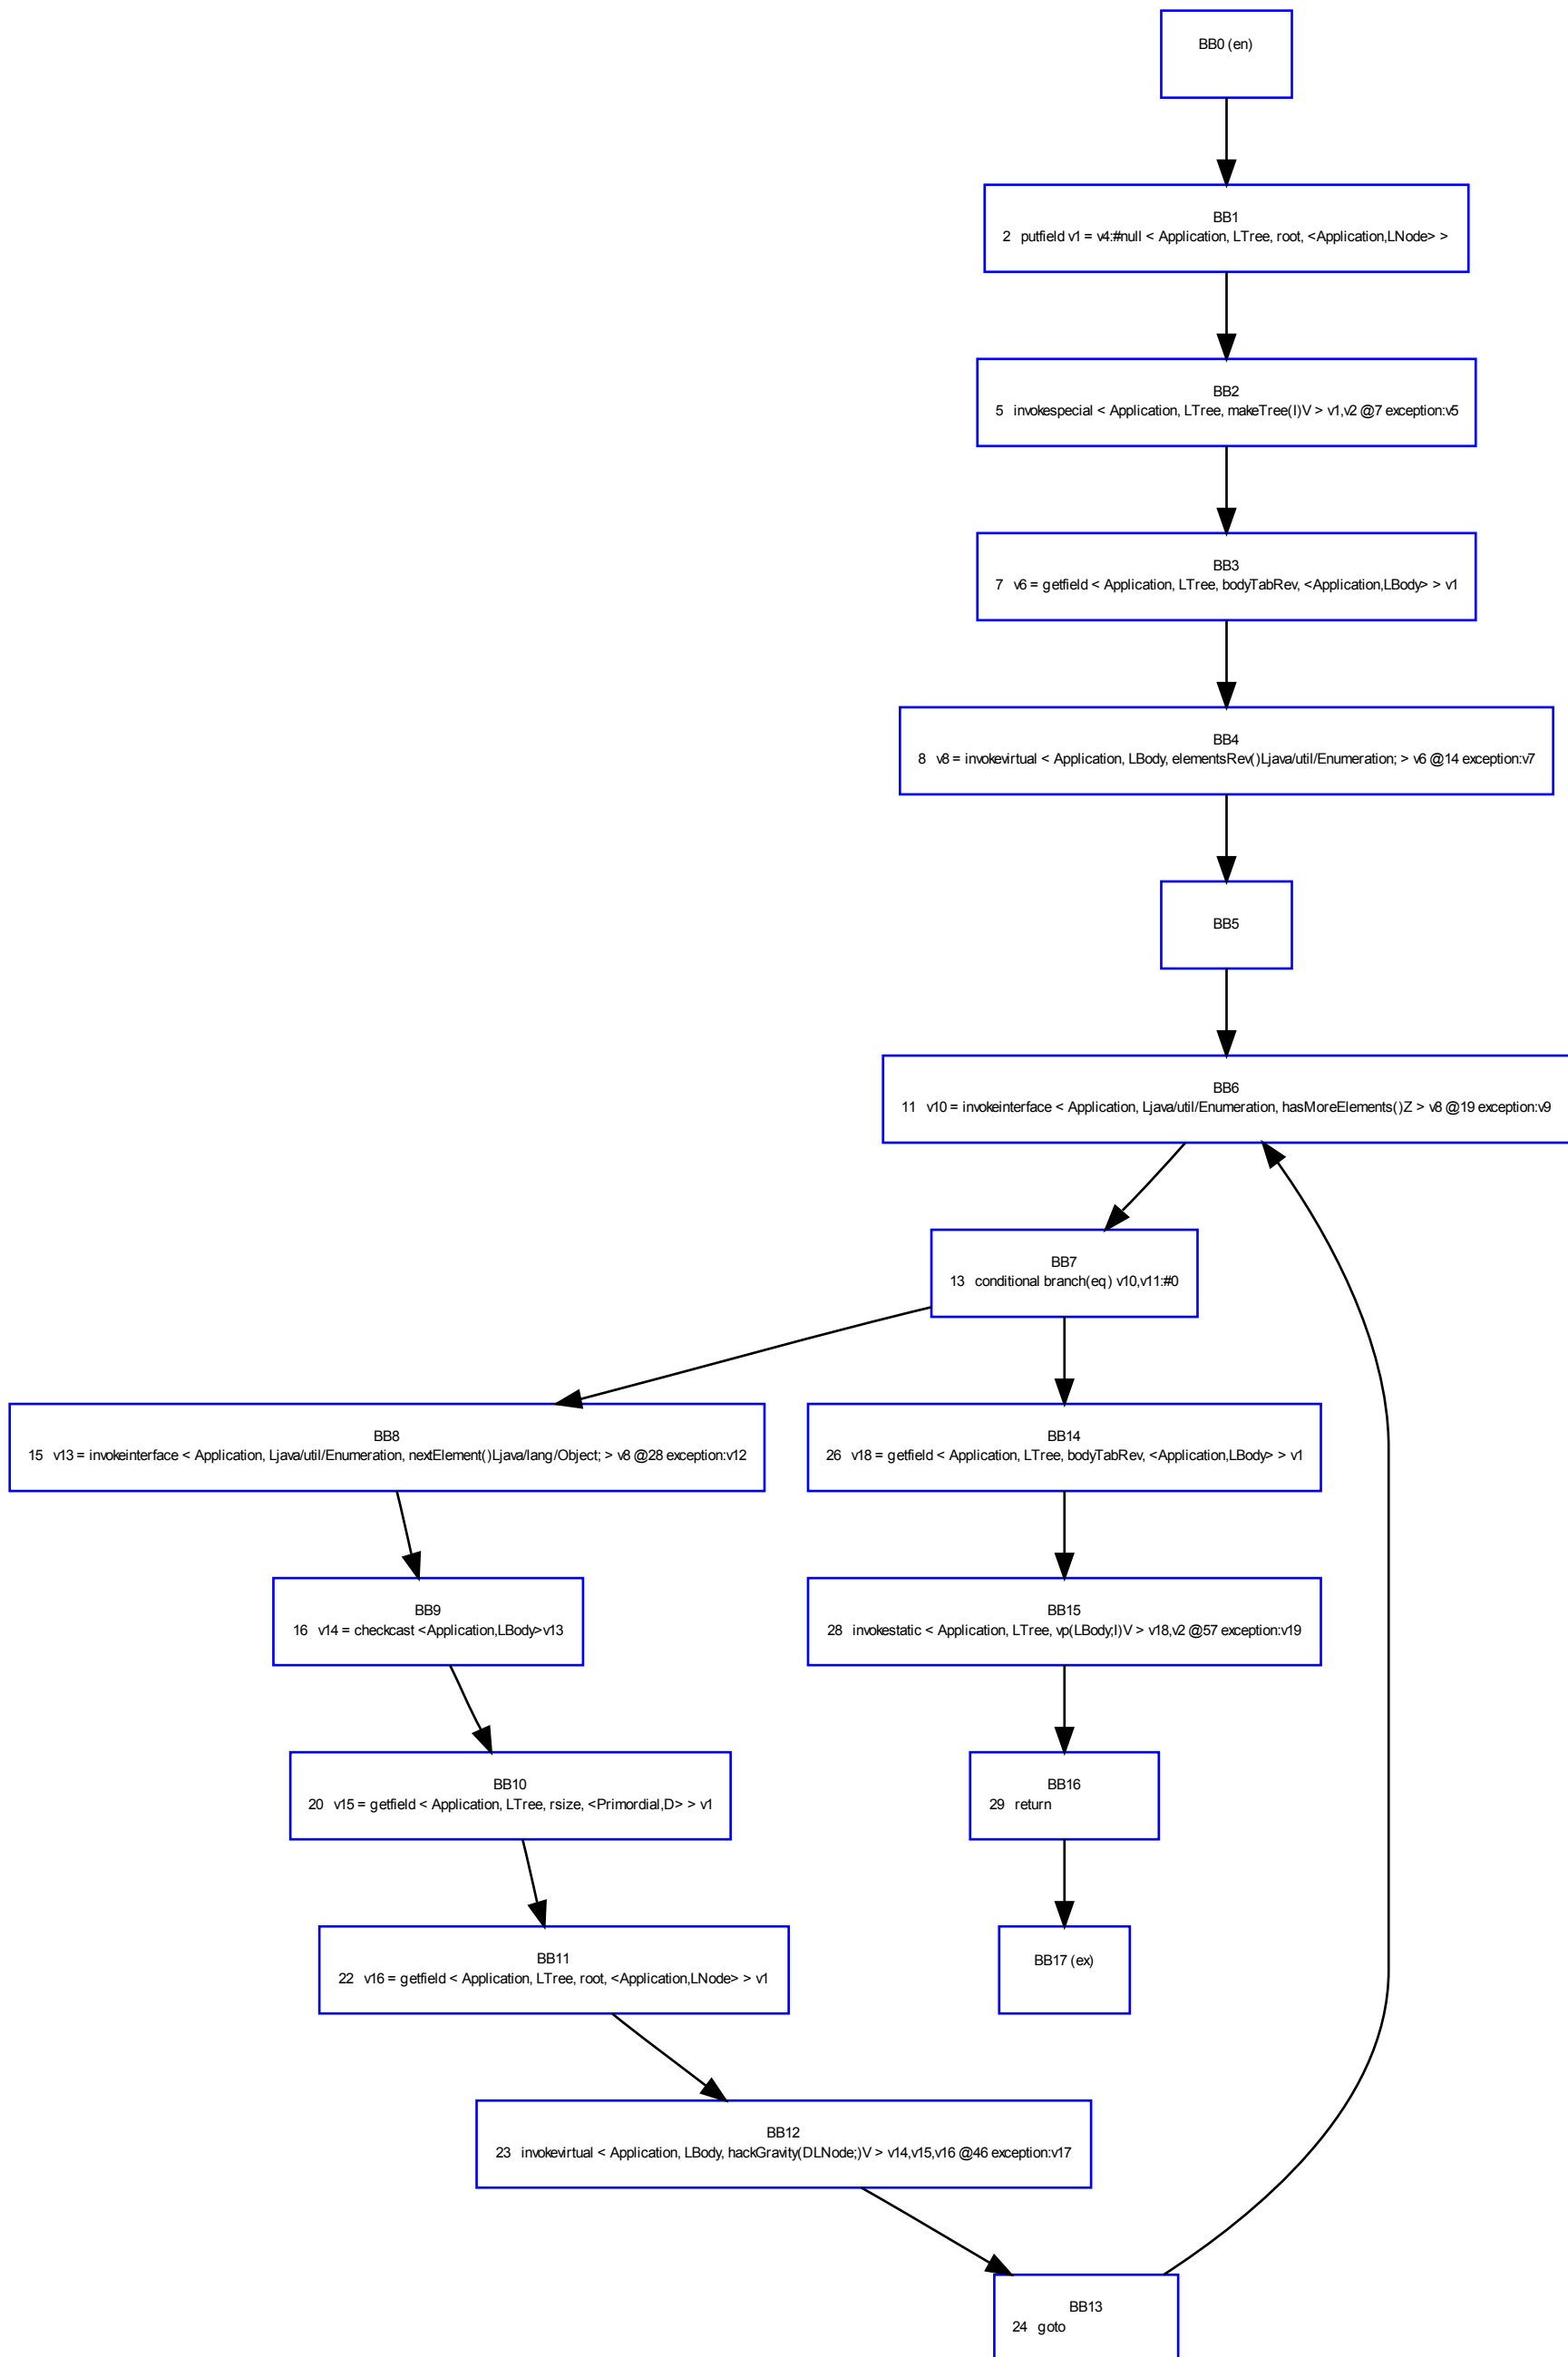 BB0 (en)
BB1
2   putfield v1 = v4:#null < Application, LTree, root, <Application,LNode> >
BB2
5   invokespecial < Application, LTree, makeTree(I)V > v1,v2 @7 exception:v5
BB3
7   v6 = getfield < Application, LTree, bodyTabRev, <Application,LBody> > v1
BB4
8   v8 = invokevirtual < Application, LBody, elementsRev()Ljava/util/Enumeration; > v6 @14 exception:v7
BB5
BB6
11   v10 = invokeinterface < Application, Ljava/util/Enumeration, hasMoreElements()Z > v8 @19 exception:v9
BB7
13   conditional branch(eq) v10,v11:#0
BB8
15   v13 = invokeinterface < Application, Ljava/util/Enumeration, nextElement()Ljava/lang/Object; > v8 @28 exception:v12
BB14
26   v18 = getfield < Application, LTree, bodyTabRev, <Application,LBody> > v1
BB9
16   v14 = checkcast <Application,LBody>v13
BB15
28   invokestatic < Application, LTree, vp(LBody;I)V > v18,v2 @57 exception:v19
BB10
20   v15 = getfield < Application, LTree, rsize, <Primordial,D> > v1
BB16
29   return
BB11
22   v16 = getfield < Application, LTree, root, <Application,LNode> > v1
BB17 (ex)
BB12
23   invokevirtual < Application, LBody, hackGravity(DLNode;)V > v14,v15,v16 @46 exception:v17
BB13
24   goto